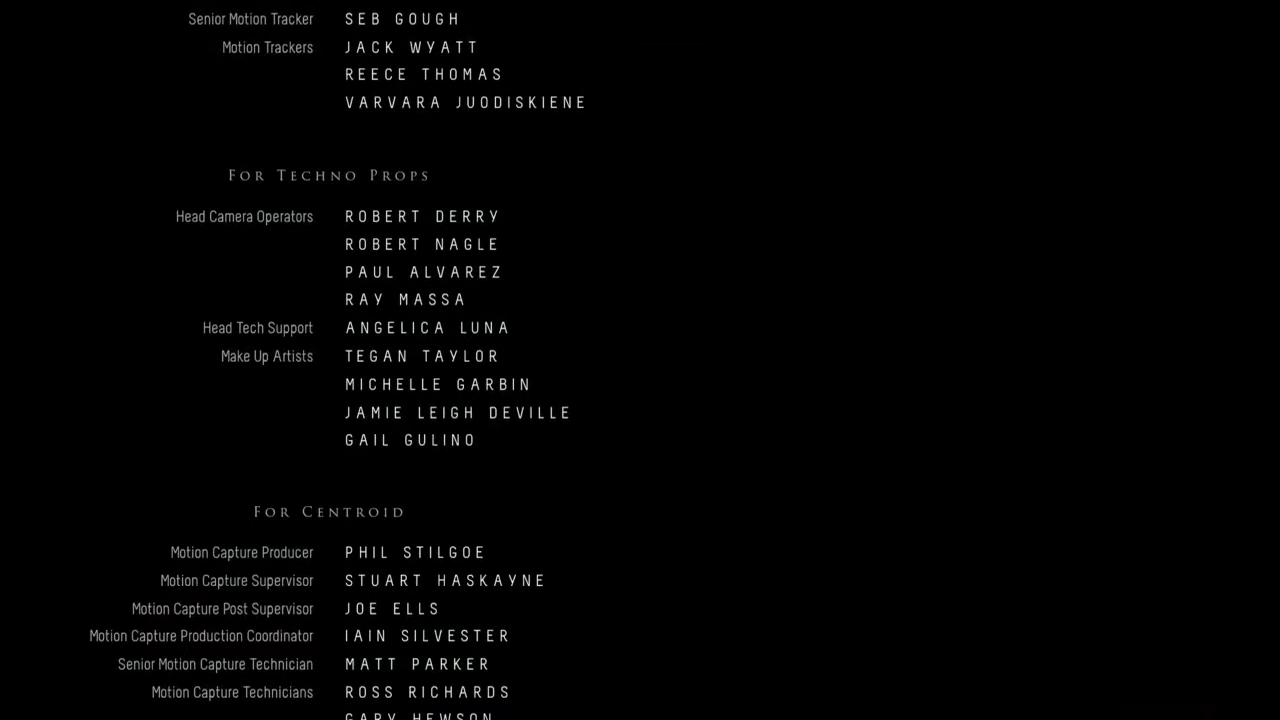 Senior Motion Tracker SEB GOUGH
Motion Trackers JACK WYATT
REECE THOMAS
VARVARA JUODISKIENE
FOR TECHNO PROPS
Head Camera Operators ROBERT DERRY
ROBERT NAGLE
PAUL ALVAREZ
RAY MASSA
Head Tech Support ANGELICA LUNA
Make Up Artists TEGAN TAYLOR
MICHELLE GARBIN
JAMIE LEIGH DEVILLE
GAIL GULINO
FOR CENTROID
Motion Capture Producer PHIL STILGOE
Motion Capture Supervisor STUART HASKAYNE
Motion Capture Post Supervisor JOE ELLS
Motion Capture Production Coordinator IAIN SILVESTER
Senior Motion Capture Technician MATT PARKER
Motion Capture Technicians ROSS RICHARDS
GARY HEWSON